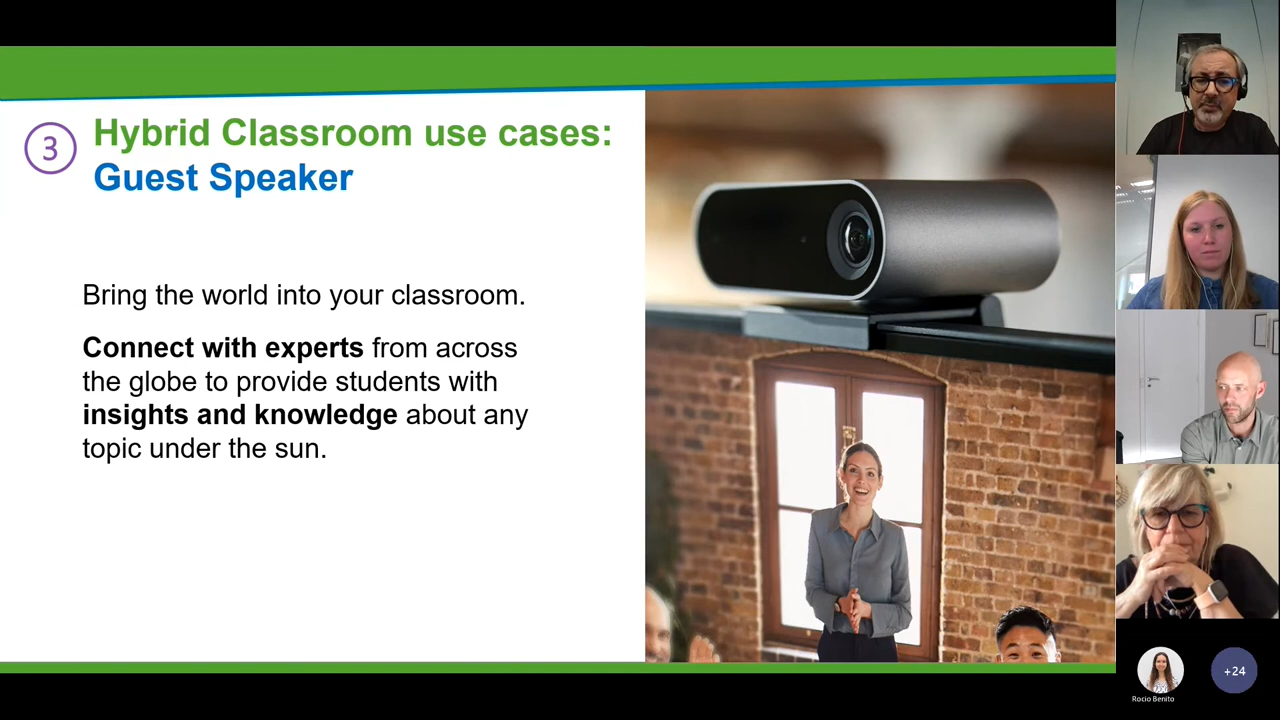 3
Hybrid Classroom use cases:
Guest Speaker
Bring the world into your classroom.
Connect with experts from across
the globe to provide students with
insights and knowledge about any
topic under the sun.
Rocio Benito
+24